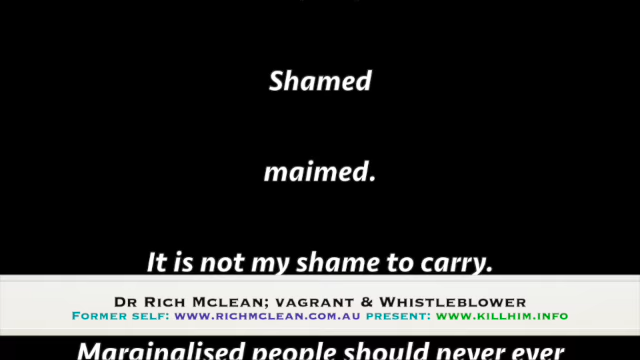 Shamed
maimed.
It is not my shame to carry.
Dr Rich Mclean; vagrant & Whistleblower
Former self: www.richmclean.com.au present: www.killhim.info
Marginalised people should never ever